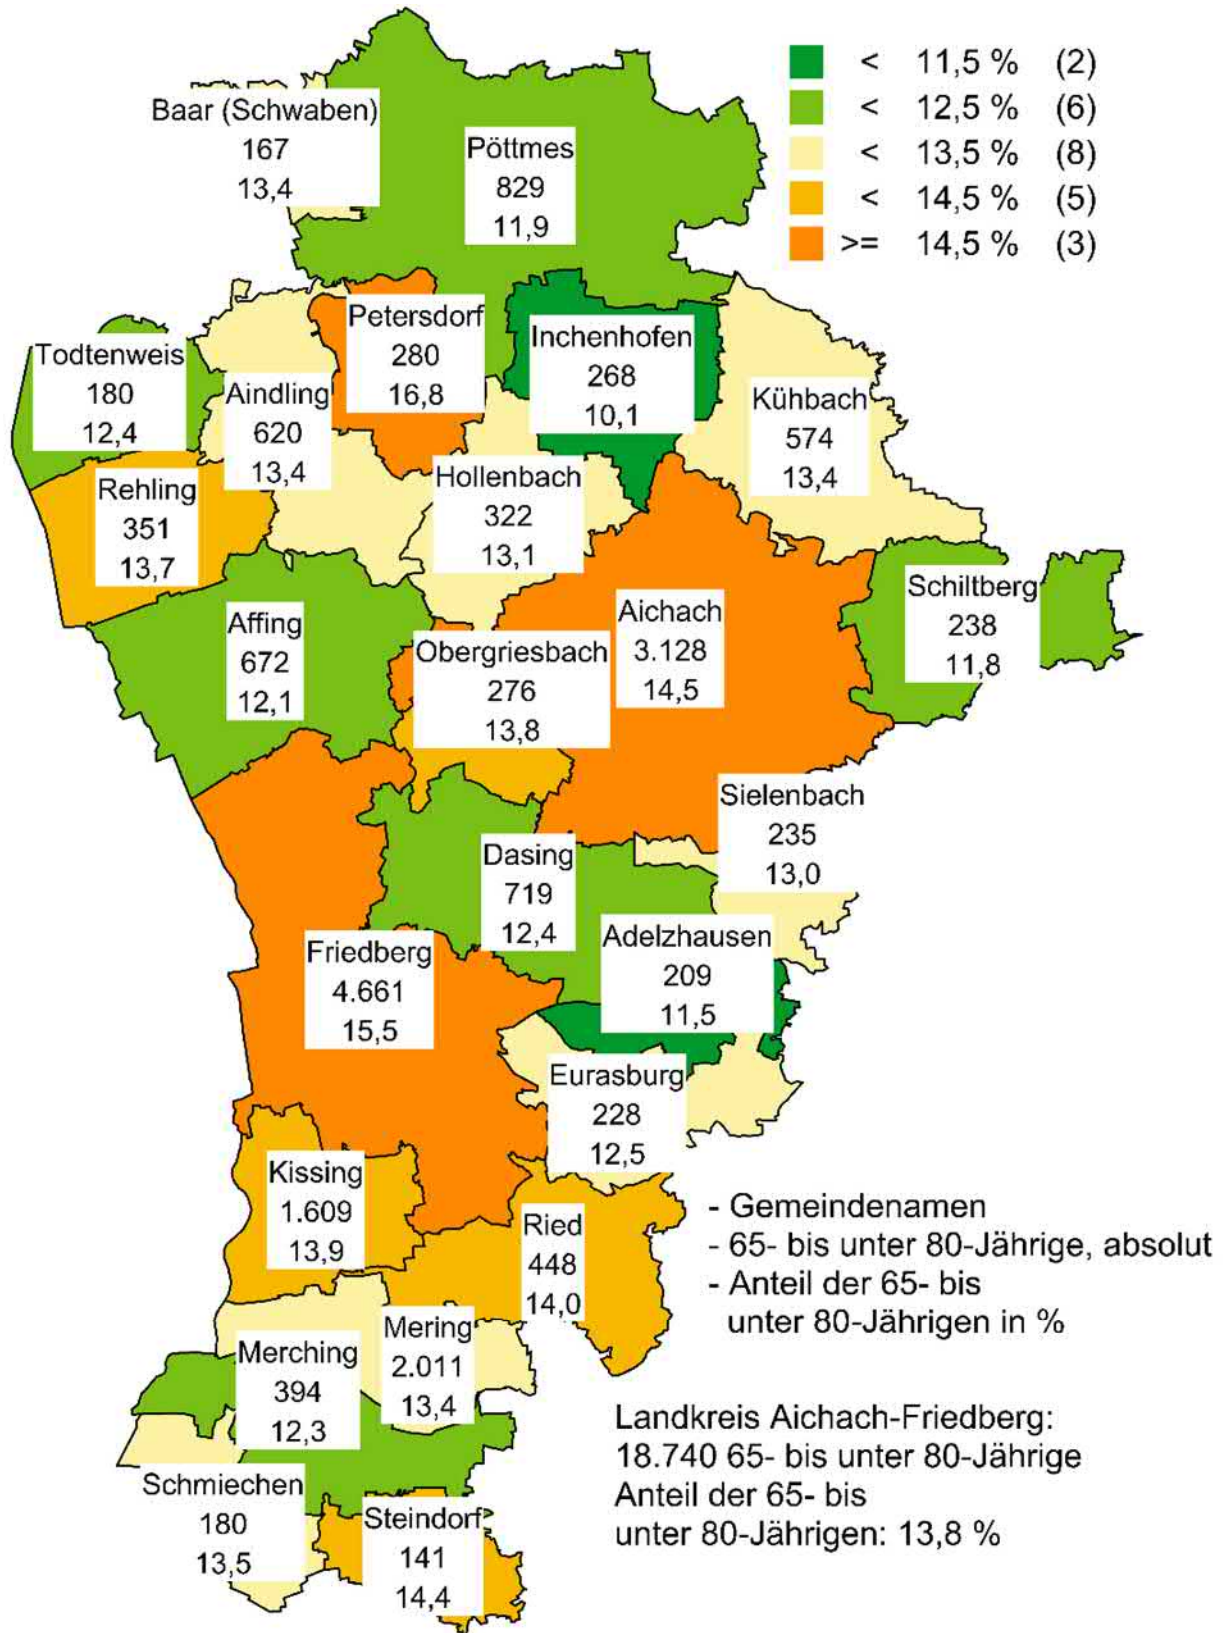 < 11,5 % (2)
< 12,5 % (6)
< 13,5 % (8)
< 14,5 % (5)
>= 14,5 % (3)
Baar (Schwaben)
167
13,4
Pöttmes
829
11,9
Petersdorf
280
16,8
Inchenhofen
268
10,1
Todtenweis
180
12,4
Aindling
620
13,4
Kühbach
574
13,4
Rehling
351
13,7
Hollenbach
322
13,1
Schiltberg
238
11,8
Affing
672
12,1
Obergriesbach
276
13,8
Aichach
3.128
14,5
Sielenbach
235
13,0
Dasing
719
12,4
Adelzhausen
209
11,5
Friedberg
4.661
15,5
Eurasburg
228
12,5
Kissing
1.609
13,9
Ried
448
14,0
- Gemeindenamen
- 65- bis unter 80-Jährige, absolut
- Anteil der 65- bis
unter 80-Jährigen in %
Mering
2.011
13,4
Merching
394
12,3
Schmiechen
180
13,5
Steindorf
141
14,4
Landkreis Aichach-Friedberg:
18.740 65- bis unter 80-Jährige
Anteil der 65- bis
unter 80-Jährigen: 13,8 %